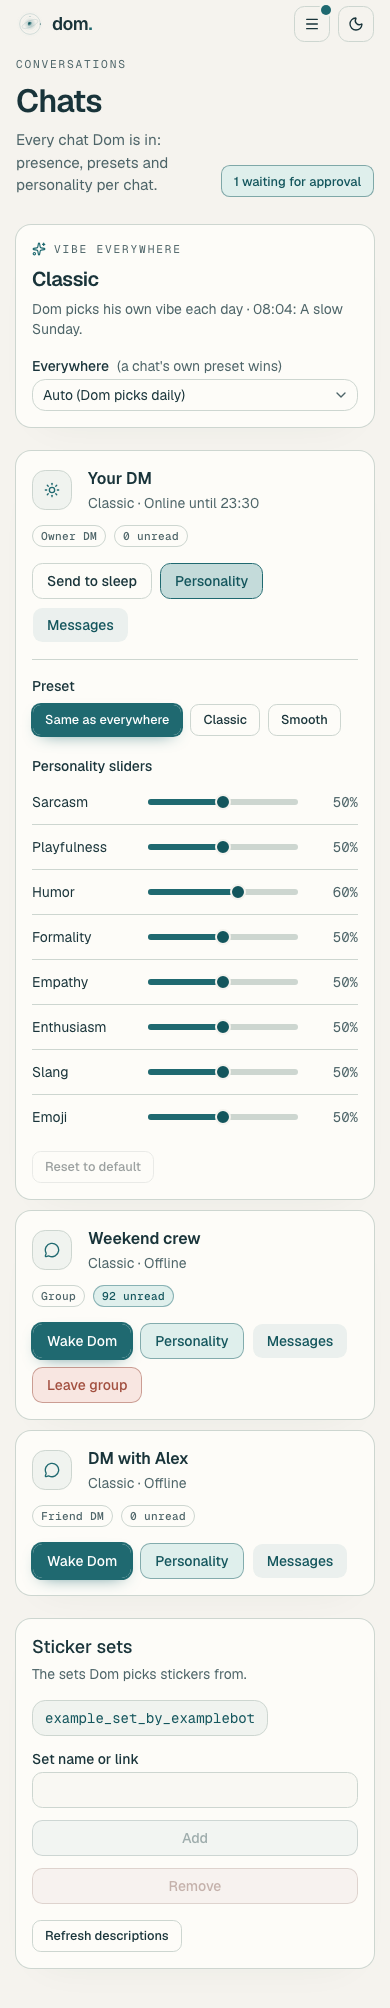 dom.
CONVERSATIONS
Chats
Every chat Dom is in:
presence, presets and
personality per chat.
1 waiting for approval
VIBE EVERYWHERE
Classic
Dom picks his own vibe each day · 08:04: A slow
Sunday.
Everywhere (a chat's own preset wins)
Auto (Dom picks daily)
Your DM
Classic · Online until 23:30
Owner DM 0 unread
Send to sleep Personality
Messages
Preset
Same as everywhere Classic Smooth
Personality sliders
Sarcasm 50%
Playfulness 50%
Humor 60%
Formality 50%
Empathy 50%
Enthusiasm 50%
Slang 50%
Emoji 50%
Reset to default
Weekend crew
Classic · Offline
Group 92 unread
Wake Dom Personality Messages
Leave group
DM with Alex
Classic · Offline
Friend DM 0 unread
Wake Dom Personality Messages
Sticker sets
The sets Dom picks stickers from.
example_set_by_examplebot
Set name or link
Add
Remove
Refresh descriptions